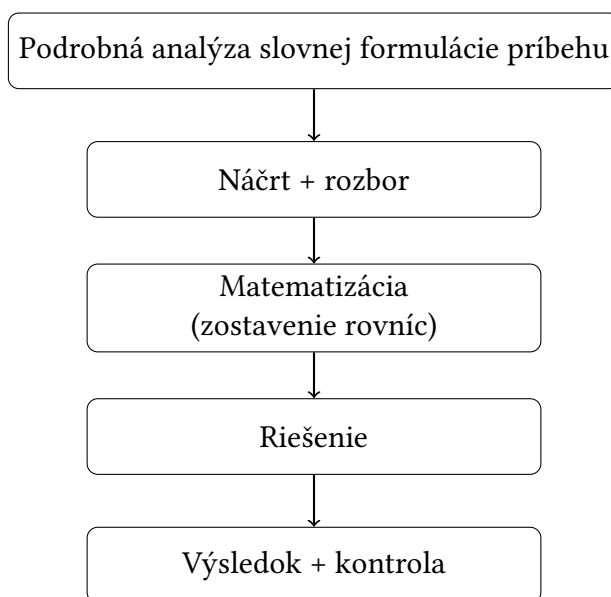 Podrobná analýza slovnej formulácie príbehu
Náčrt + rozbor
Matematizácia
(zostavenie rovníc)
Riešenie
Výsledok + kontrola